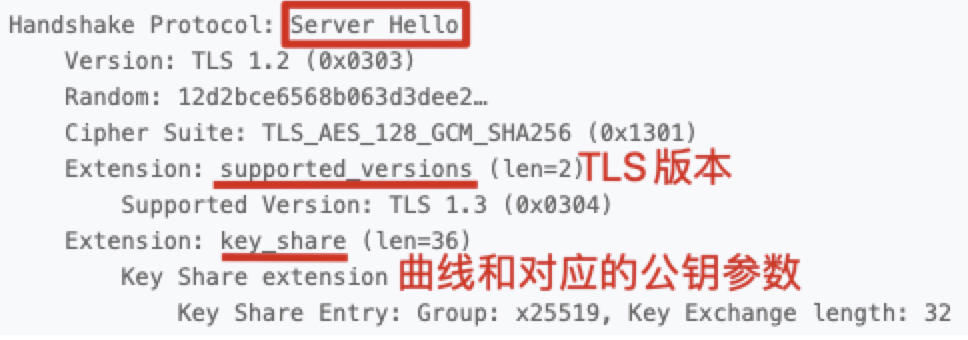 Handshake Protocol: Server Hello
Version: TLS 1.2 (0x0303)
Random: 12d2bce6568b063d3dee2…
Cipher Suite: TLS_AES_128_GCM_SHA256 (0x1301)
Extension: supported_versions (len=2)TLS版本
Supported Version: TLS 1.3 (0x0304)
Extension: key_share (len=36)
Key Share extension 曲线和对应的公钥参数
Key Share Entry: Group: x25519, Key Exchange length: 32